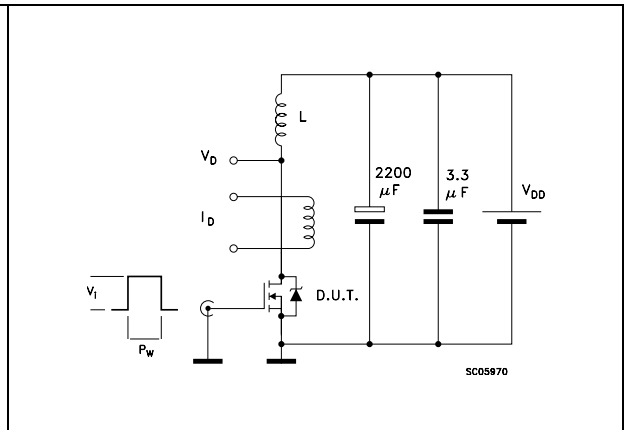 L
V_D
2200
μF
3.3
μF
V_DD
I_D
V_i
D.U.T.
P_W
SC05970